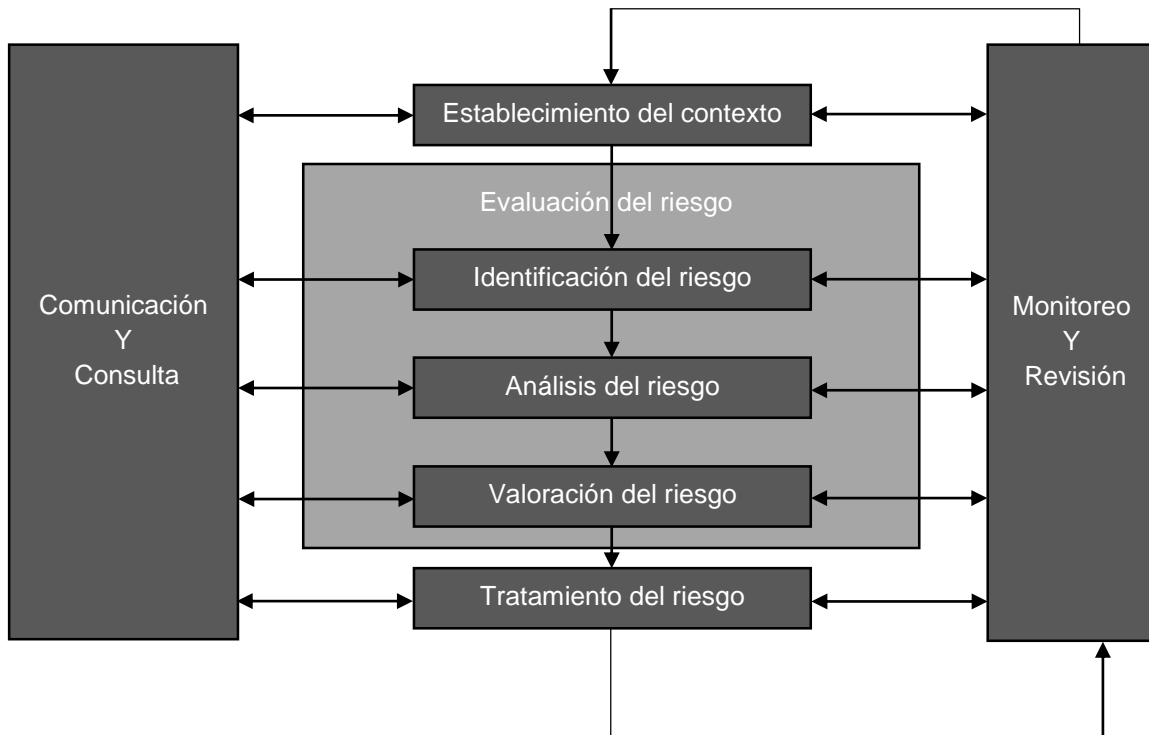 Establecimiento del contexto
Evaluación del riesgo
Identificación del riesgo
Comunicación
Y
Consulta
Monitoreo
Y
Revisión
Análisis del riesgo
Valoración del riesgo
Tratamiento del riesgo